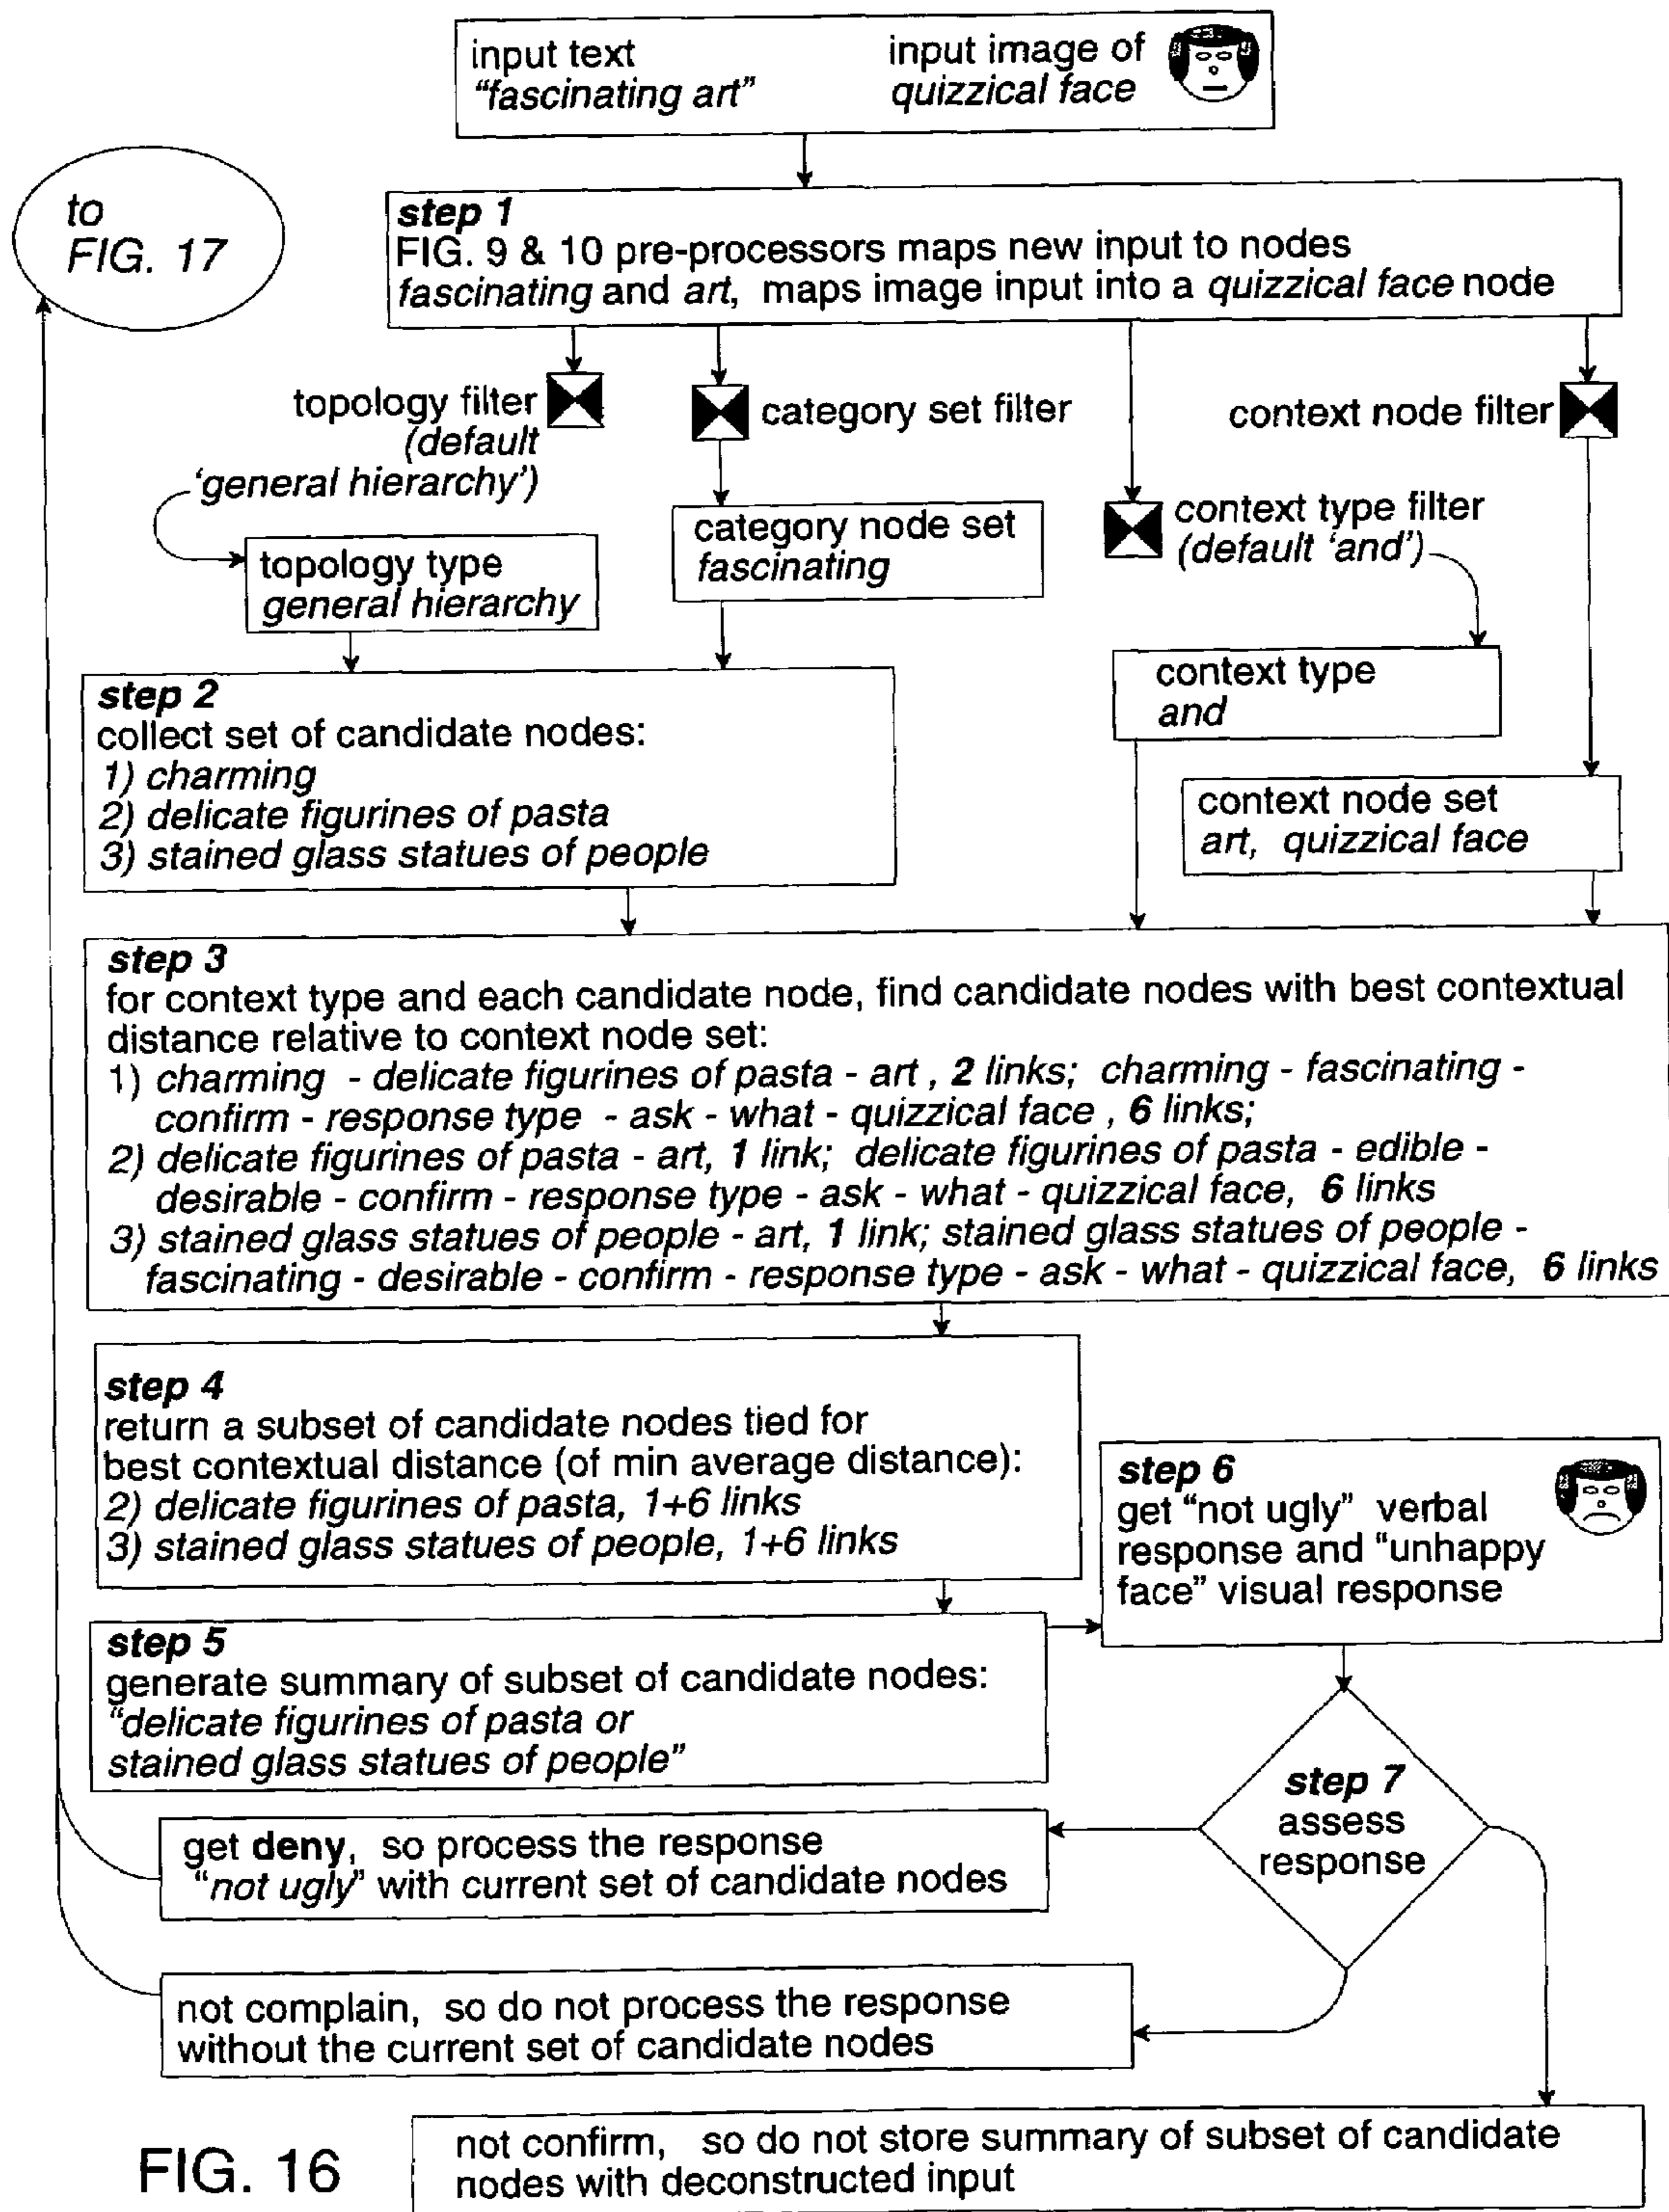 input text
“fascinating art”
input image of
quizzical face
to
FIG. 17
step 1
FIG. 9 & 10 pre-processors maps new input to nodes
fascinating and art, maps image input into a quizzical face node
topology filter
(default
‘general hierarchy’)
category set filter
context node filter
context type filter
(default ‘and’)
topology type
general hierarchy
category node set
fascinating
context type
and
context node set
art, quizzical face
step 2
collect set of candidate nodes:
1) charming
2) delicate figurines of pasta
3) stained glass statues of people
step 3
for context type and each candidate node, find candidate nodes with best contextual
distance relative to context node set:
1) charming - delicate figurines of pasta - art , 2 links; charming - fascinating -
confirm - response type - ask - what - quizzical face , 6 links;
2) delicate figurines of pasta - art, 1 link; delicate figurines of pasta - edible -
desirable - confirm - response type - ask - what - quizzical face, 6 links
3) stained glass statues of people - art, 1 link; stained glass statues of people -
fascinating - desirable - confirm - response type - ask - what - quizzical face, 6 links
step 4
return a subset of candidate nodes tied for
best contextual distance (of min average distance):
2) delicate figurines of pasta, 1+6 links
3) stained glass statues of people, 1+6 links
step 6
get “not ugly” verbal
response and “unhappy
face” visual response
step 5
generate summary of subset of candidate nodes:
“delicate figurines of pasta or
stained glass statues of people”
step 7
assess
response
get deny, so process the response
“not ugly” with current set of candidate nodes
not complain, so do not process the response
without the current set of candidate nodes
not confirm, so do not store summary of subset of candidate
nodes with deconstructed input
FIG. 16